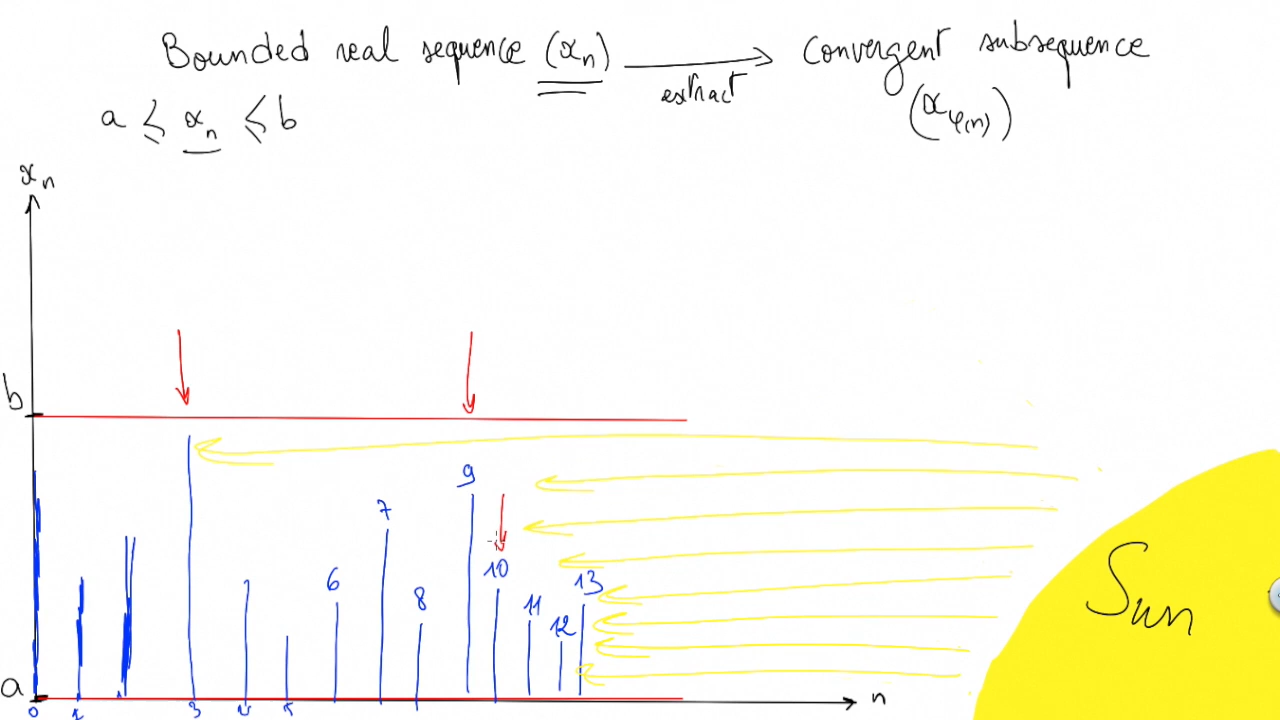 Bounded real sequence (xₙ) ⟶ Convergent subsequence
extract
(x_φ(n))
a ≤ xₙ ≤ b
xₙ
b
9
7
10
6
13
8
11
12
Sun
a
n
0 1 3